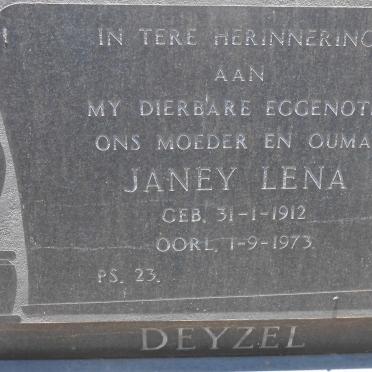 IN TERE HERINNERING
AAN
MY DIERBARE EGGENOTE
ONS MOEDER EN OUMA
JANEY LENA
GEB. 31-1-1912
OORL. 1-9-1973.
PS. 23.
DEYZEL